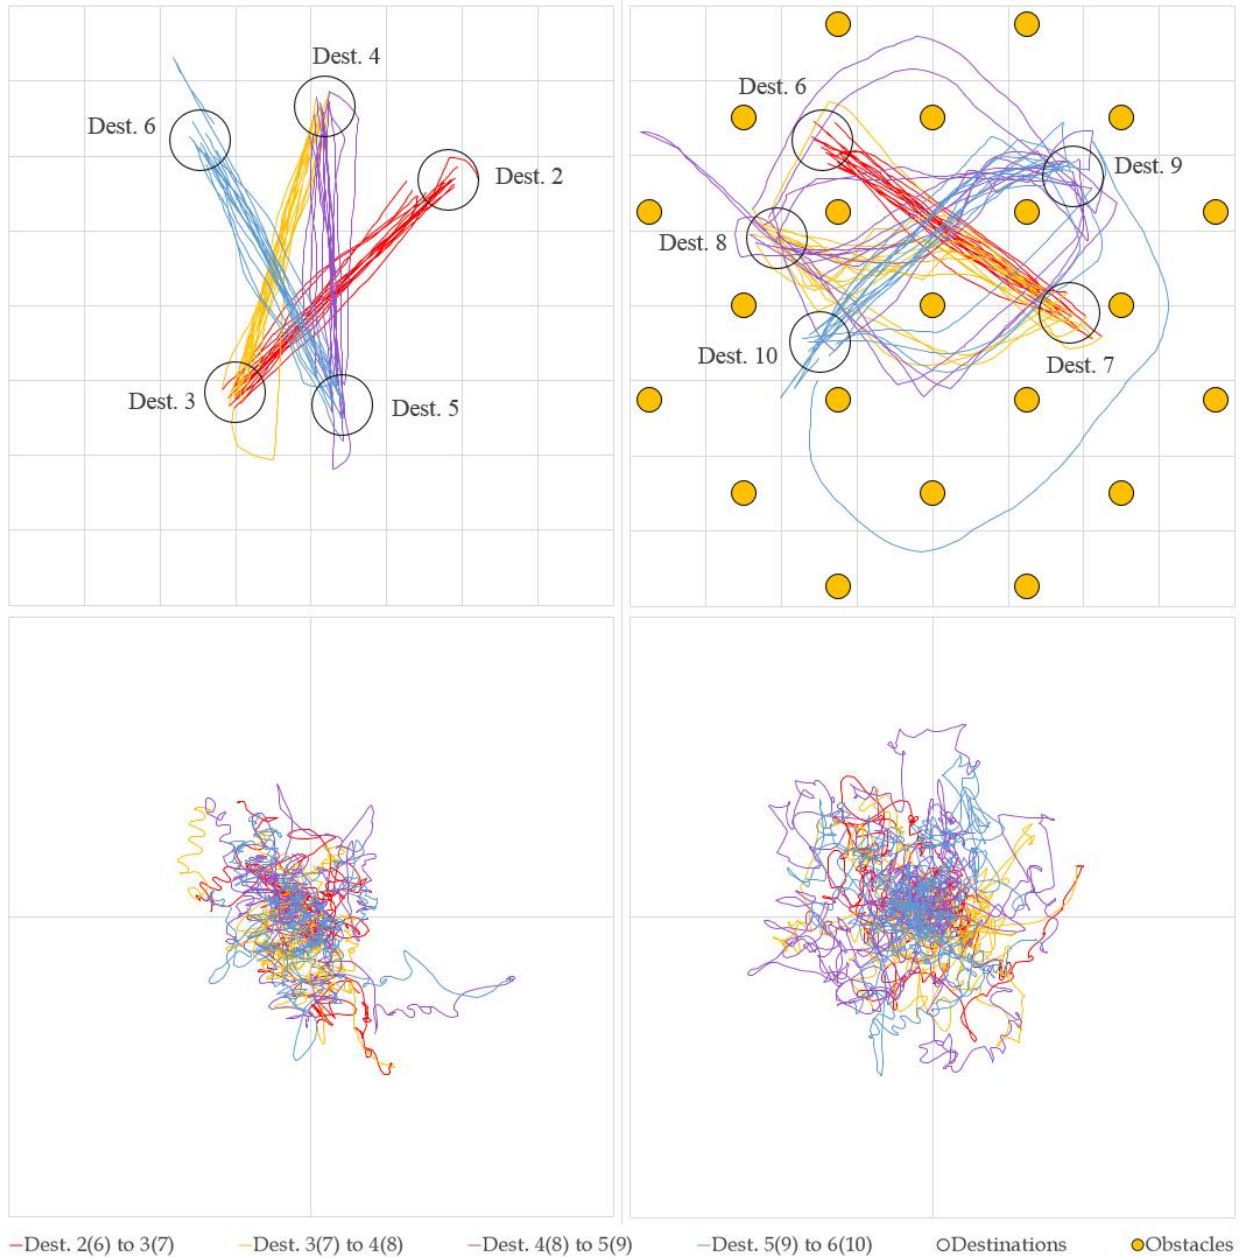 Dest. 4
Dest. 6
Dest. 2
Dest. 3
Dest. 5
Dest. 6
Dest. 9
Dest. 8
Dest. 10
Dest. 7
Dest. 2(6) to 3(7) Dest. 3(7) to 4(8) Dest. 4(8) to 5(9) Dest. 5(9) to 6(10) Destinations Obstacles